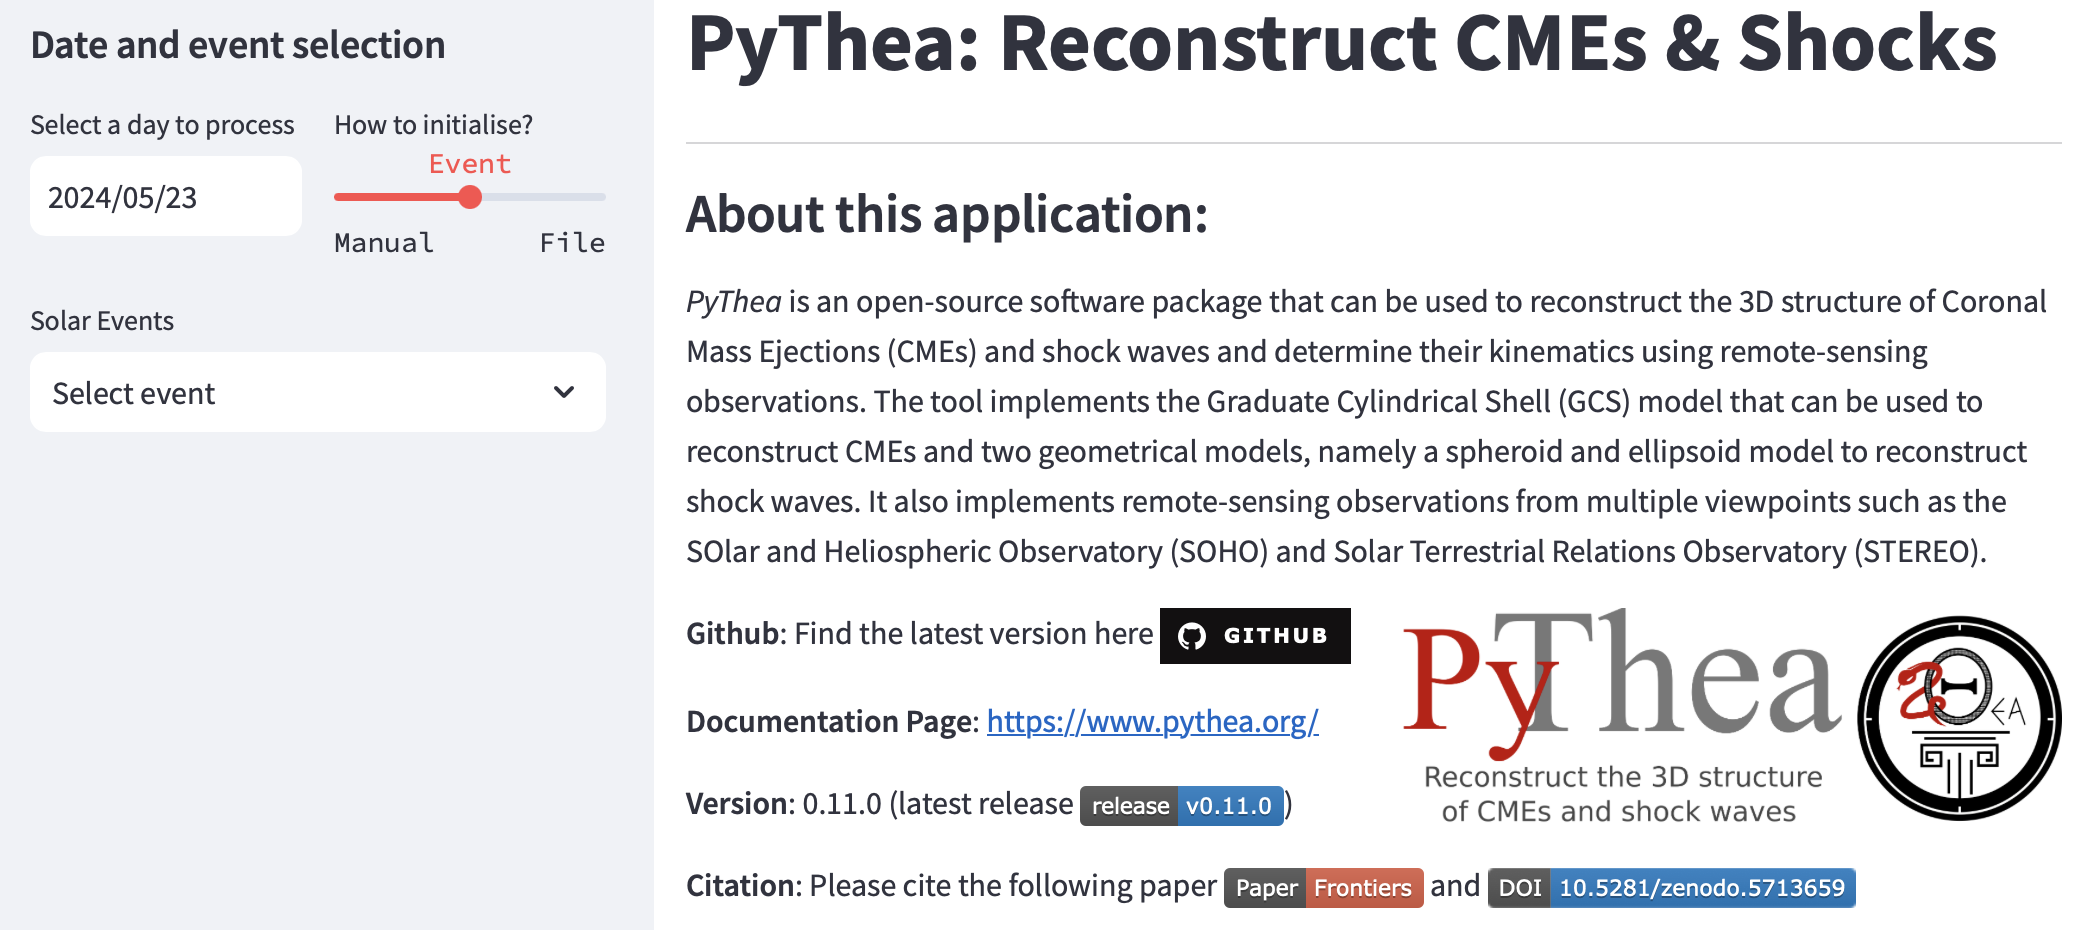 Date and event selection
Select a day to process
2024/05/23
How to initialise?
Event
Manual File
Solar Events
Select event
PyThea: Reconstruct CMEs & Shocks
About this application:
PyThea is an open-source software package that can be used to reconstruct the 3D structure of Coronal
Mass Ejections (CMEs) and shock waves and determine their kinematics using remote-sensing
observations. The tool implements the Graduate Cylindrical Shell (GCS) model that can be used to
reconstruct CMEs and two geometrical models, namely a spheroid and ellipsoid model to reconstruct
shock waves. It also implements remote-sensing observations from multiple viewpoints such as the
SOlar and Heliospheric Observatory (SOHO) and Solar Terrestrial Relations Observatory (STEREO).
Github: Find the latest version here GITHUB
Documentation Page: https://www.pythea.org/
Version: 0.11.0 (latest release release v0.11.0)
Citation: Please cite the following paper Paper Frontiers and DOI 10.5281/zenodo.5713659
PyThea
Reconstruct the 3D structure
of CMEs and shock waves
ΘΕΑ